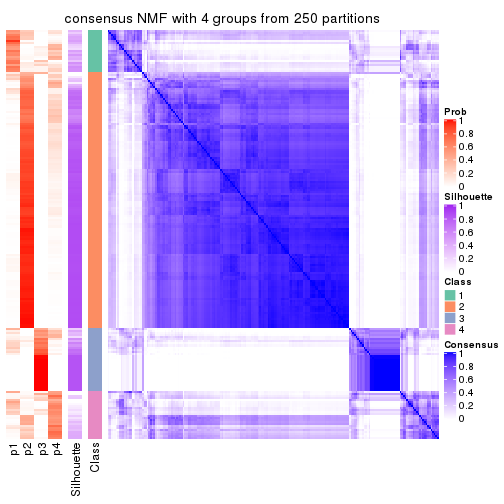 consensus NMF with 4 groups from 250 partitions
Prob
1
0.8
0.6
0.4
0.2
0
Silhouette
1
0.8
0.6
0.4
0.2
0
Class
1
2
3
4
Consensus
1
0.8
0.6
0.4
0.2
0
p1
p2
p3
p4
Silhouette
Class